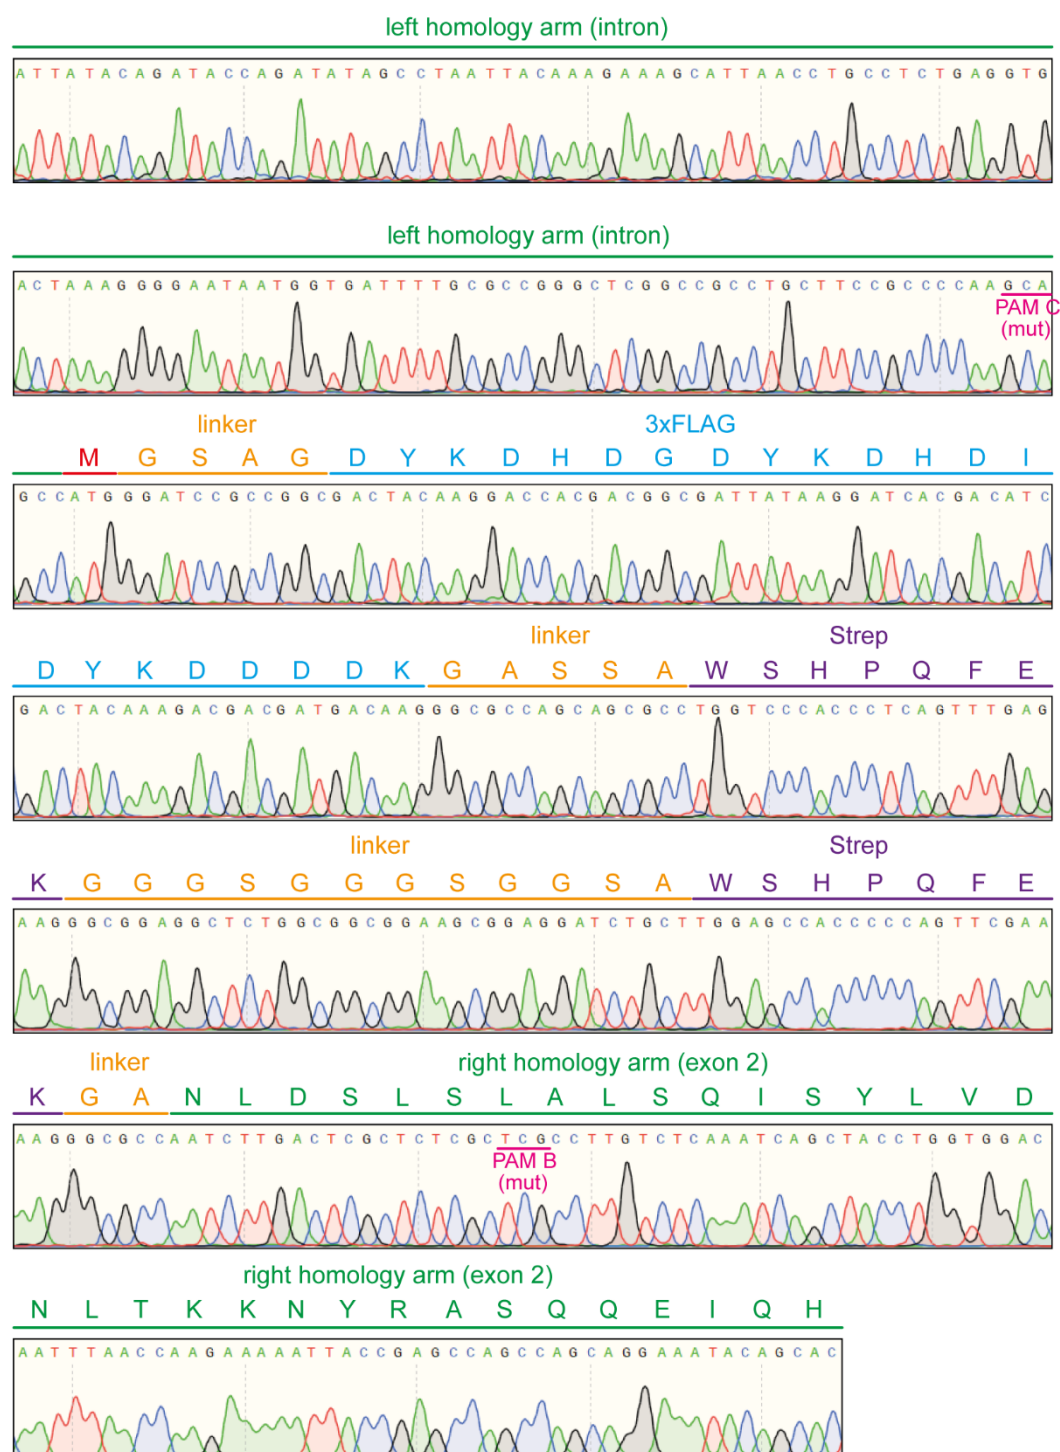 left homology arm (intron)
ATTATACAGATACCAGATATAGCCTAATTACAAAGAAAGCATTAACCTGCCTCTGAGGTG
left homology arm (intron)
ACTAAAGGGGAATAATGGTGATTTTGCGCCGGGCTCGGCCGCCTGCTTCCGCCCCAAGCA
PAM C
(mut)
linker 3xFLAG
M G S A G D Y K D H D G D Y K D H D I
GCCATGGGATCCGCCGGCGACTACAAGGACCACGACGGCGATTATAAGGATCACGACATC
linker Strep
D Y K D D D D K G A S S A W S H P Q F E
GACTACAAAGACGACGATGACAAGGGCGCCAGCAGCGCCTGGTCCCACCCTCAGTTTGAG
linker Strep
K G G G S G G G S G G S A W S H P Q F E
AAGGGCGGAGGCTCTGGCGGCGGAAGCGGAGGATCTGCTTGGAGCCACCCCCAGTTCGAA
linker right homology arm (exon 2)
K G A N L D S L S L A L S Q I S Y L V D
AAGGGCGCCAATCTTGACTCGCTCTCGCTCGCCTTGTCTCAAATCAGCTACCTGGTGGAC
PAM B
(mut)
right homology arm (exon 2)
N L T K K N Y R A S Q Q E I Q H
AATTTAACCAAGAAAAATTACCGAGCCAGCCAGCAGGAAATACAGCAC